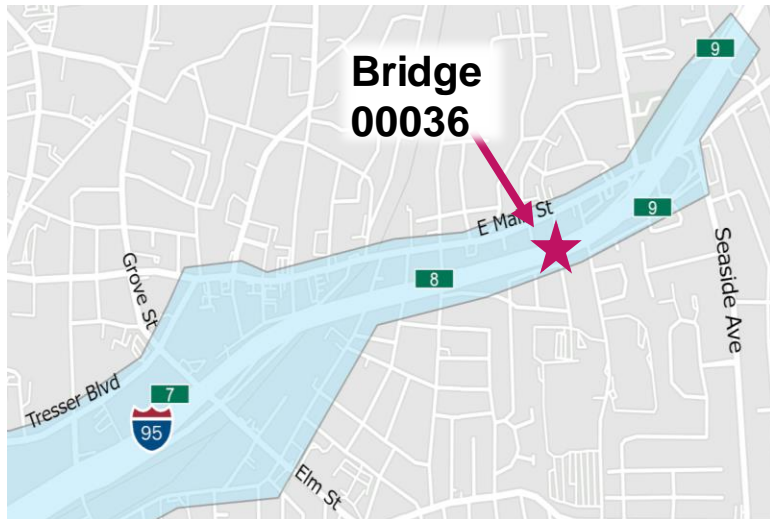 9
Bridge
00036
E Main St
9
8
Seaside Ave
Grove St
Tresser Blvd
7
95
Elm St